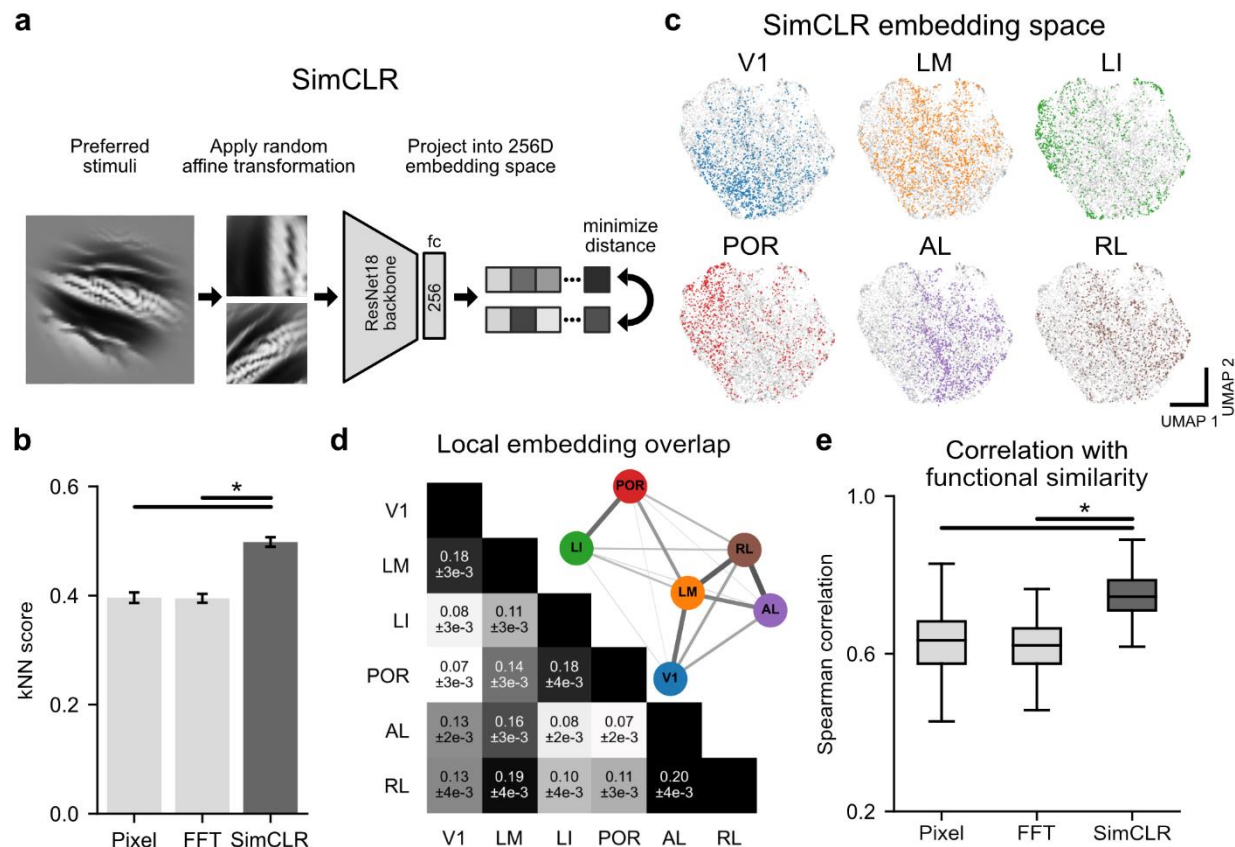 a
SimCLR
Preferred
stimuli
Apply random
affine transformation
Project into 256D
embedding space
ResNet18
backbone
fc
256
minimize
distance
c
SimCLR embedding space
V1
LM
LI
POR
AL
RL
UMAP 1
UMAP 2
b
kNN score
0.6
0.4
0.2
0.0
Pixel
FFT
SimCLR
*
d
Local embedding overlap
V1
LM
0.18
±3e-3
LI
0.08
±3e-3
0.11
±3e-3
POR
0.07
±3e-3
0.14
±3e-3
0.18
±4e-3
AL
0.13
±2e-3
0.16
±3e-3
0.08
±2e-3
0.07
±2e-3
RL
0.13
±4e-3
0.19
±4e-3
0.10
±4e-3
0.11
±3e-3
0.20
±4e-3
V1
LM
LI
POR
AL
RL
POR
LI
RL
LM
AL
V1
e
Correlation with
functional similarity
Spearman correlation
1.0
0.6
0.2
Pixel
FFT
SimCLR
*